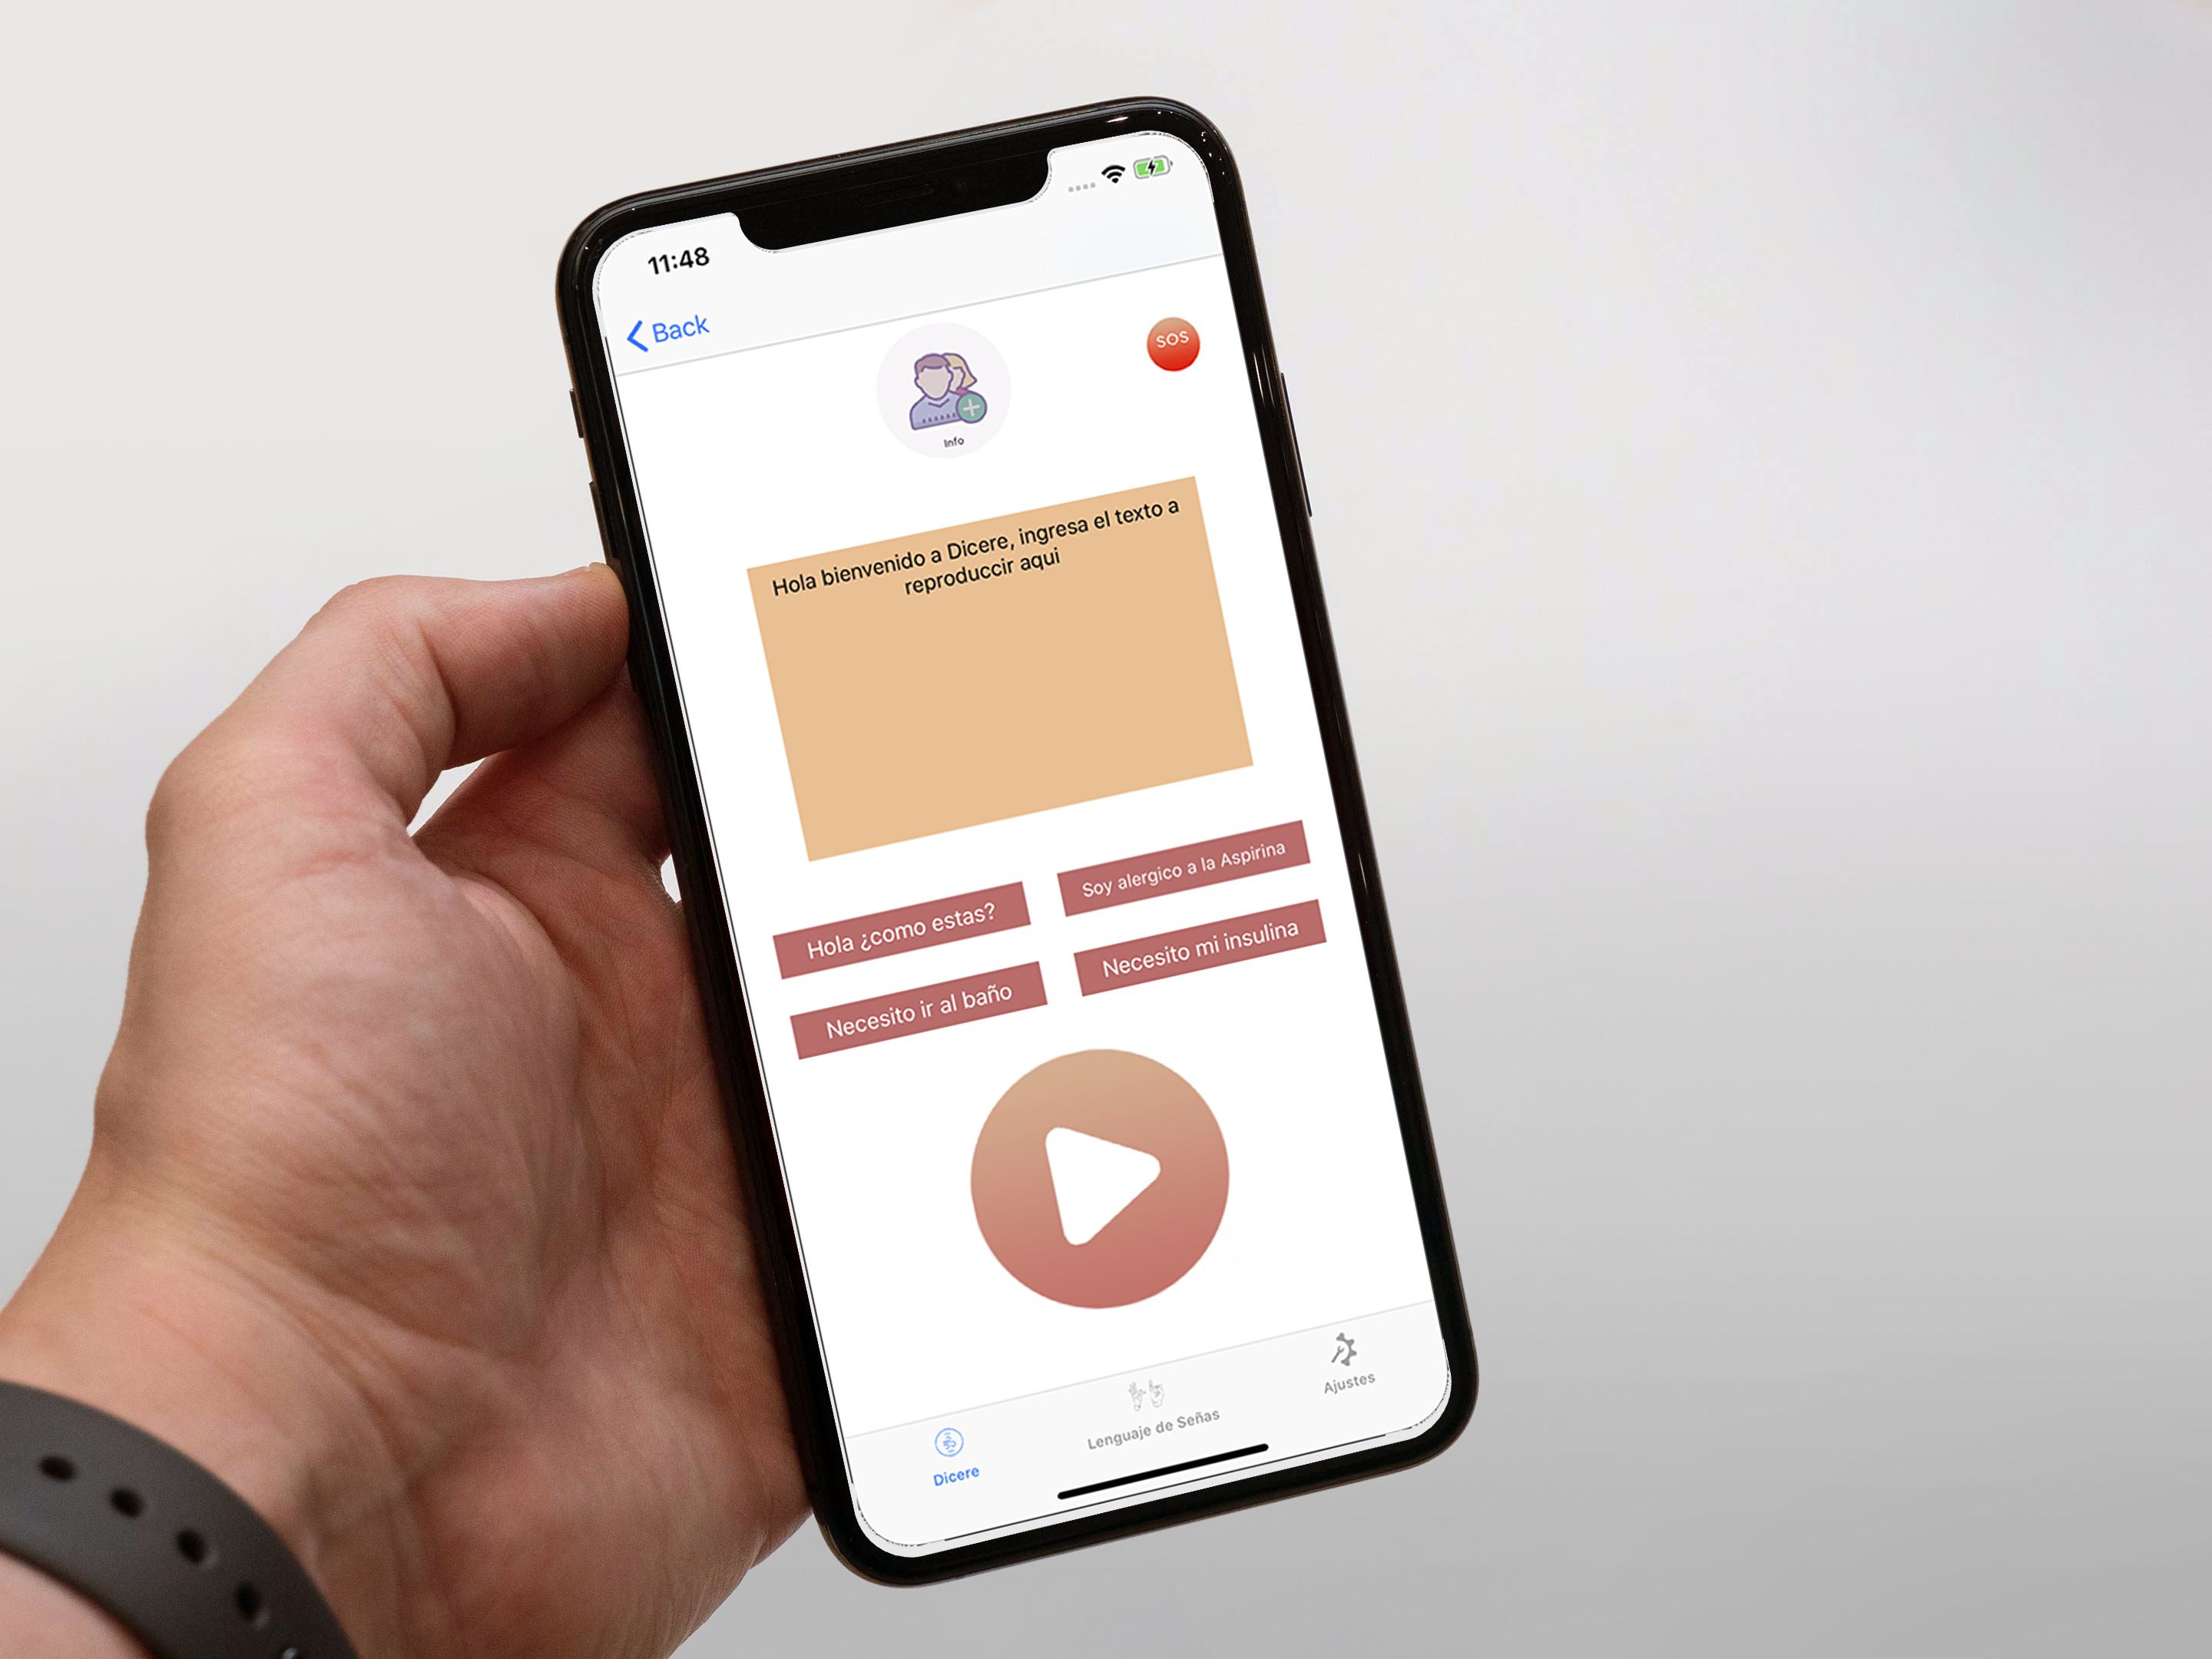 11:48
Back
SOS
Info
Hola bienvenido a Dicere, ingresa el texto a
reproduccir aqui
Hola ¿como estas?
Soy alergico a la Aspirina
Necesito ir al baño
Necesito mi insulina
Dicere
Lenguaje de Señas
Ajustes